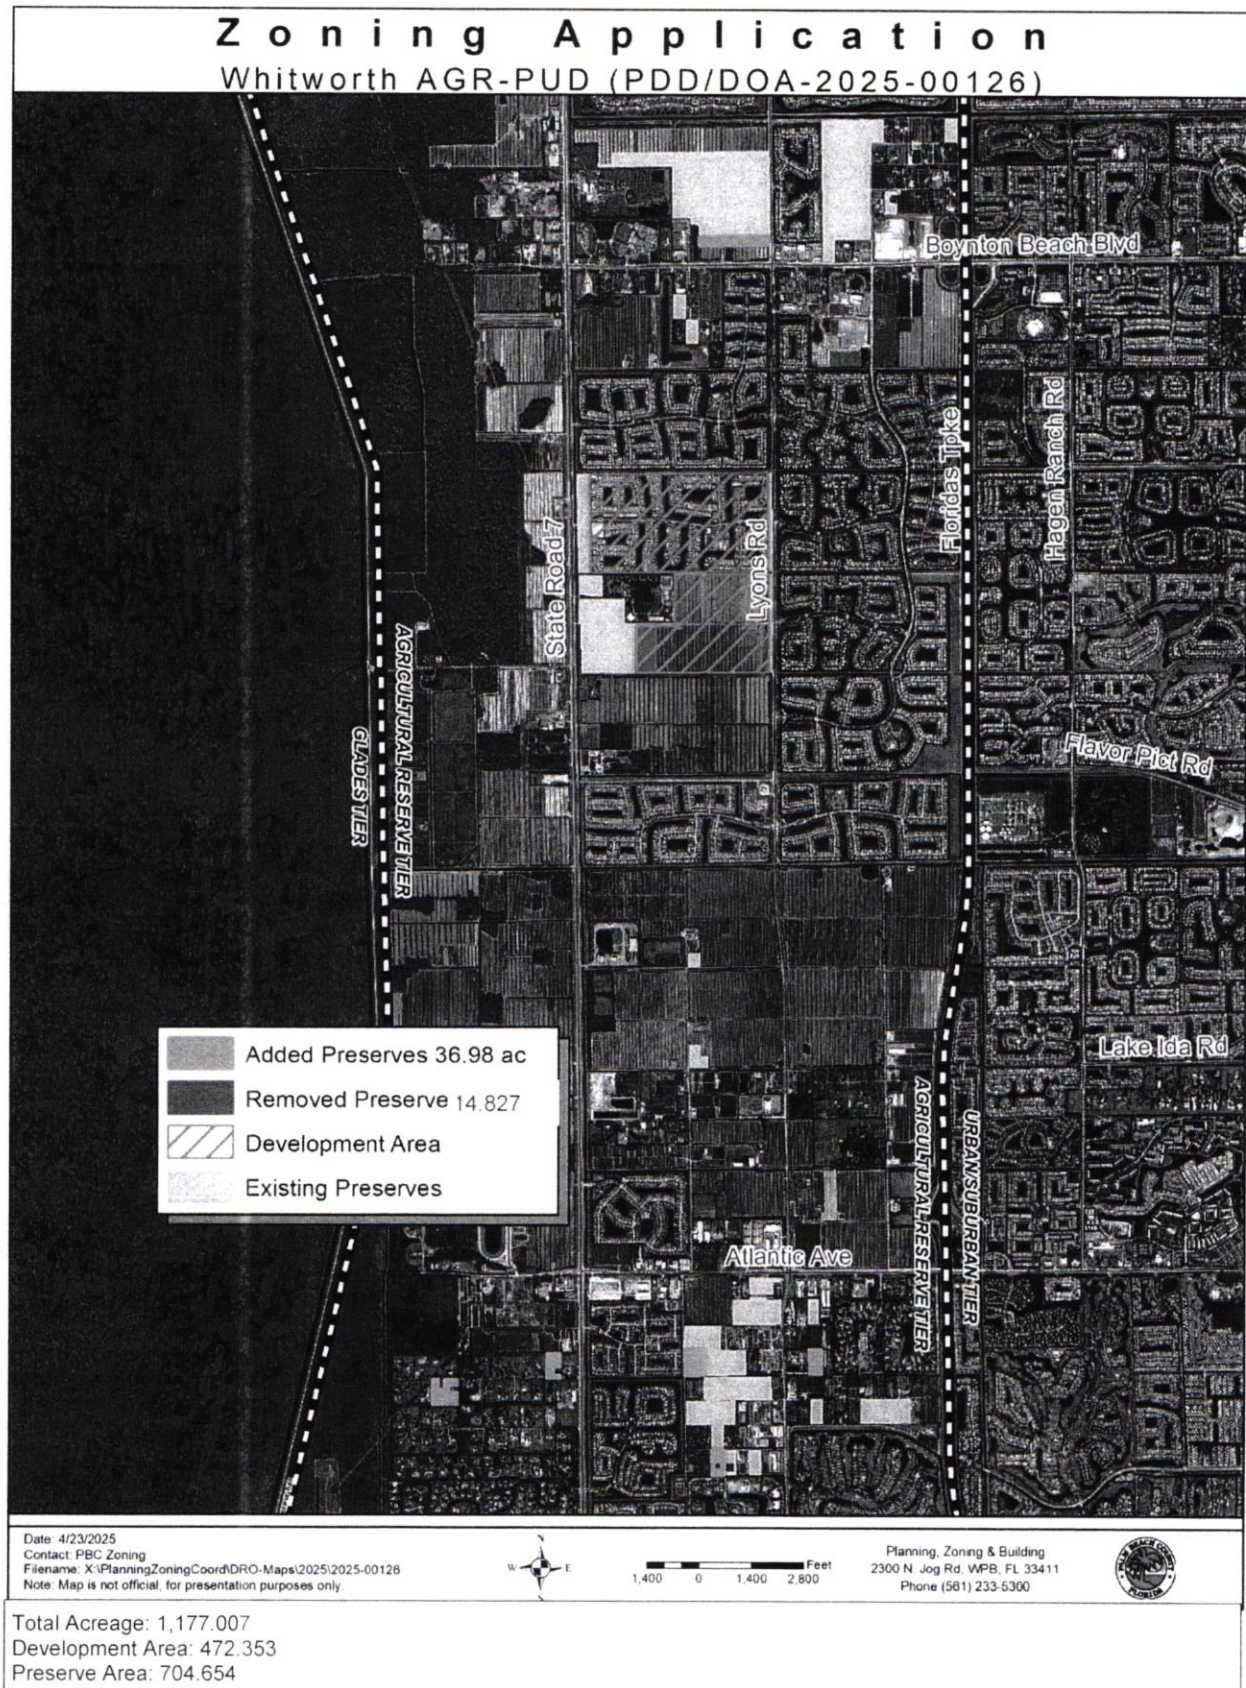 Zoning Application
Whitworth AGR-PUD (PDD/DOA-2025-00126)
Boynton Beach Blvd
Floridas Tpke
Hagen Ranch Rd
State Road 7
Lyons Rd
AGRICULTURAL RESERVE TIER
GLADES TIER
Flavor Pict Rd
Added Preserves 36.98 ac
Removed Preserve 14.827
Development Area
Existing Preserves
Lake Ida Rd
AGRICULTURAL RESERVE TIER
URBAN/SUBURBAN TIER
Atlantic Ave
Date: 4/23/2025
Contact: PBC Zoning
Filename: X:\PlanningZoningCoord\DRO-Maps\2025\2025-00126
Note: Map is not official, for presentation purposes only.
N
W E
S
Feet
1,400 0 1,400 2,800
Planning, Zoning & Building
2300 N. Jog Rd, WPB, FL 33411
Phone (561) 233-5300
PALM BEACH COUNTY
FLORIDA
Total Acreage: 1,177.007
Development Area: 472.353
Preserve Area: 704.654